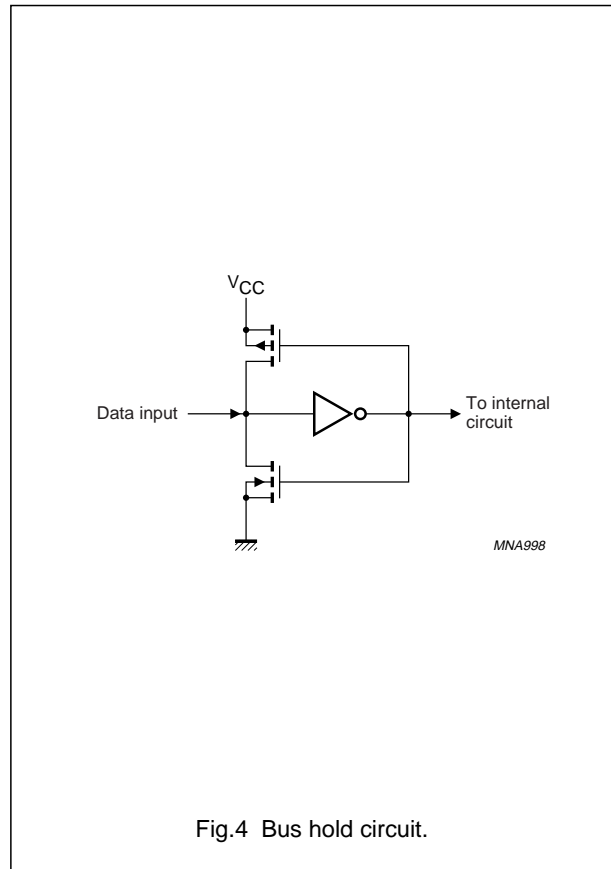 VCC
Data input
To internal
circuit
MNA998
Fig.4 Bus hold circuit.